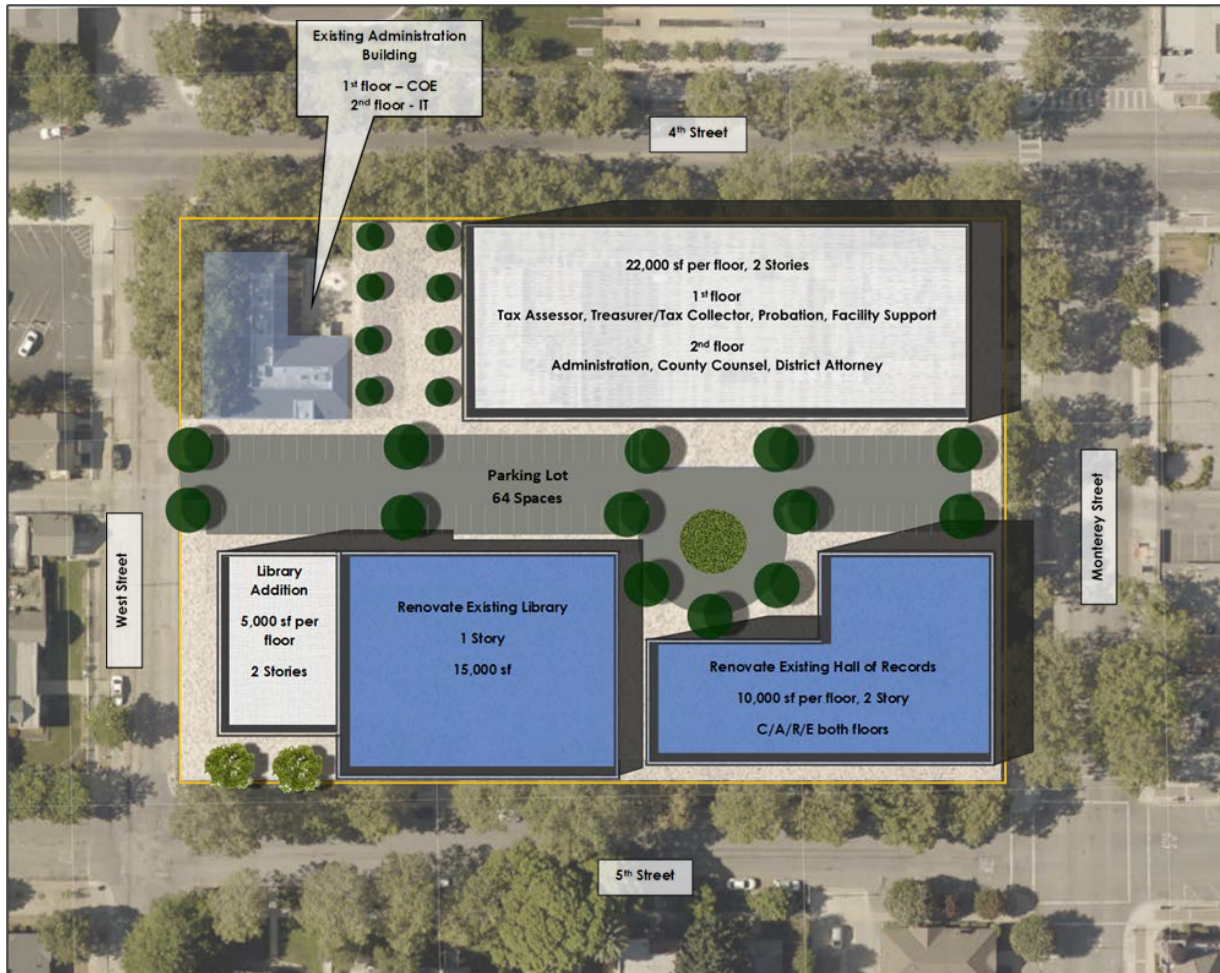 Existing Administration
Building
1st floor – COE
2nd floor - IT
4th Street
22,000 sf per floor, 2 Stories
1st floor
Tax Assessor, Treasurer/Tax Collector, Probation, Facility Support
2nd floor
Administration, County Counsel, District Attorney
Parking Lot
64 Spaces
West Street
Monterey Street
Library
Addition
5,000 sf per
floor
2 Stories
Renovate Existing Library
1 Story
15,000 sf
Renovate Existing Hall of Records
10,000 sf per floor, 2 Story
C/A/R/E both floors
5th Street